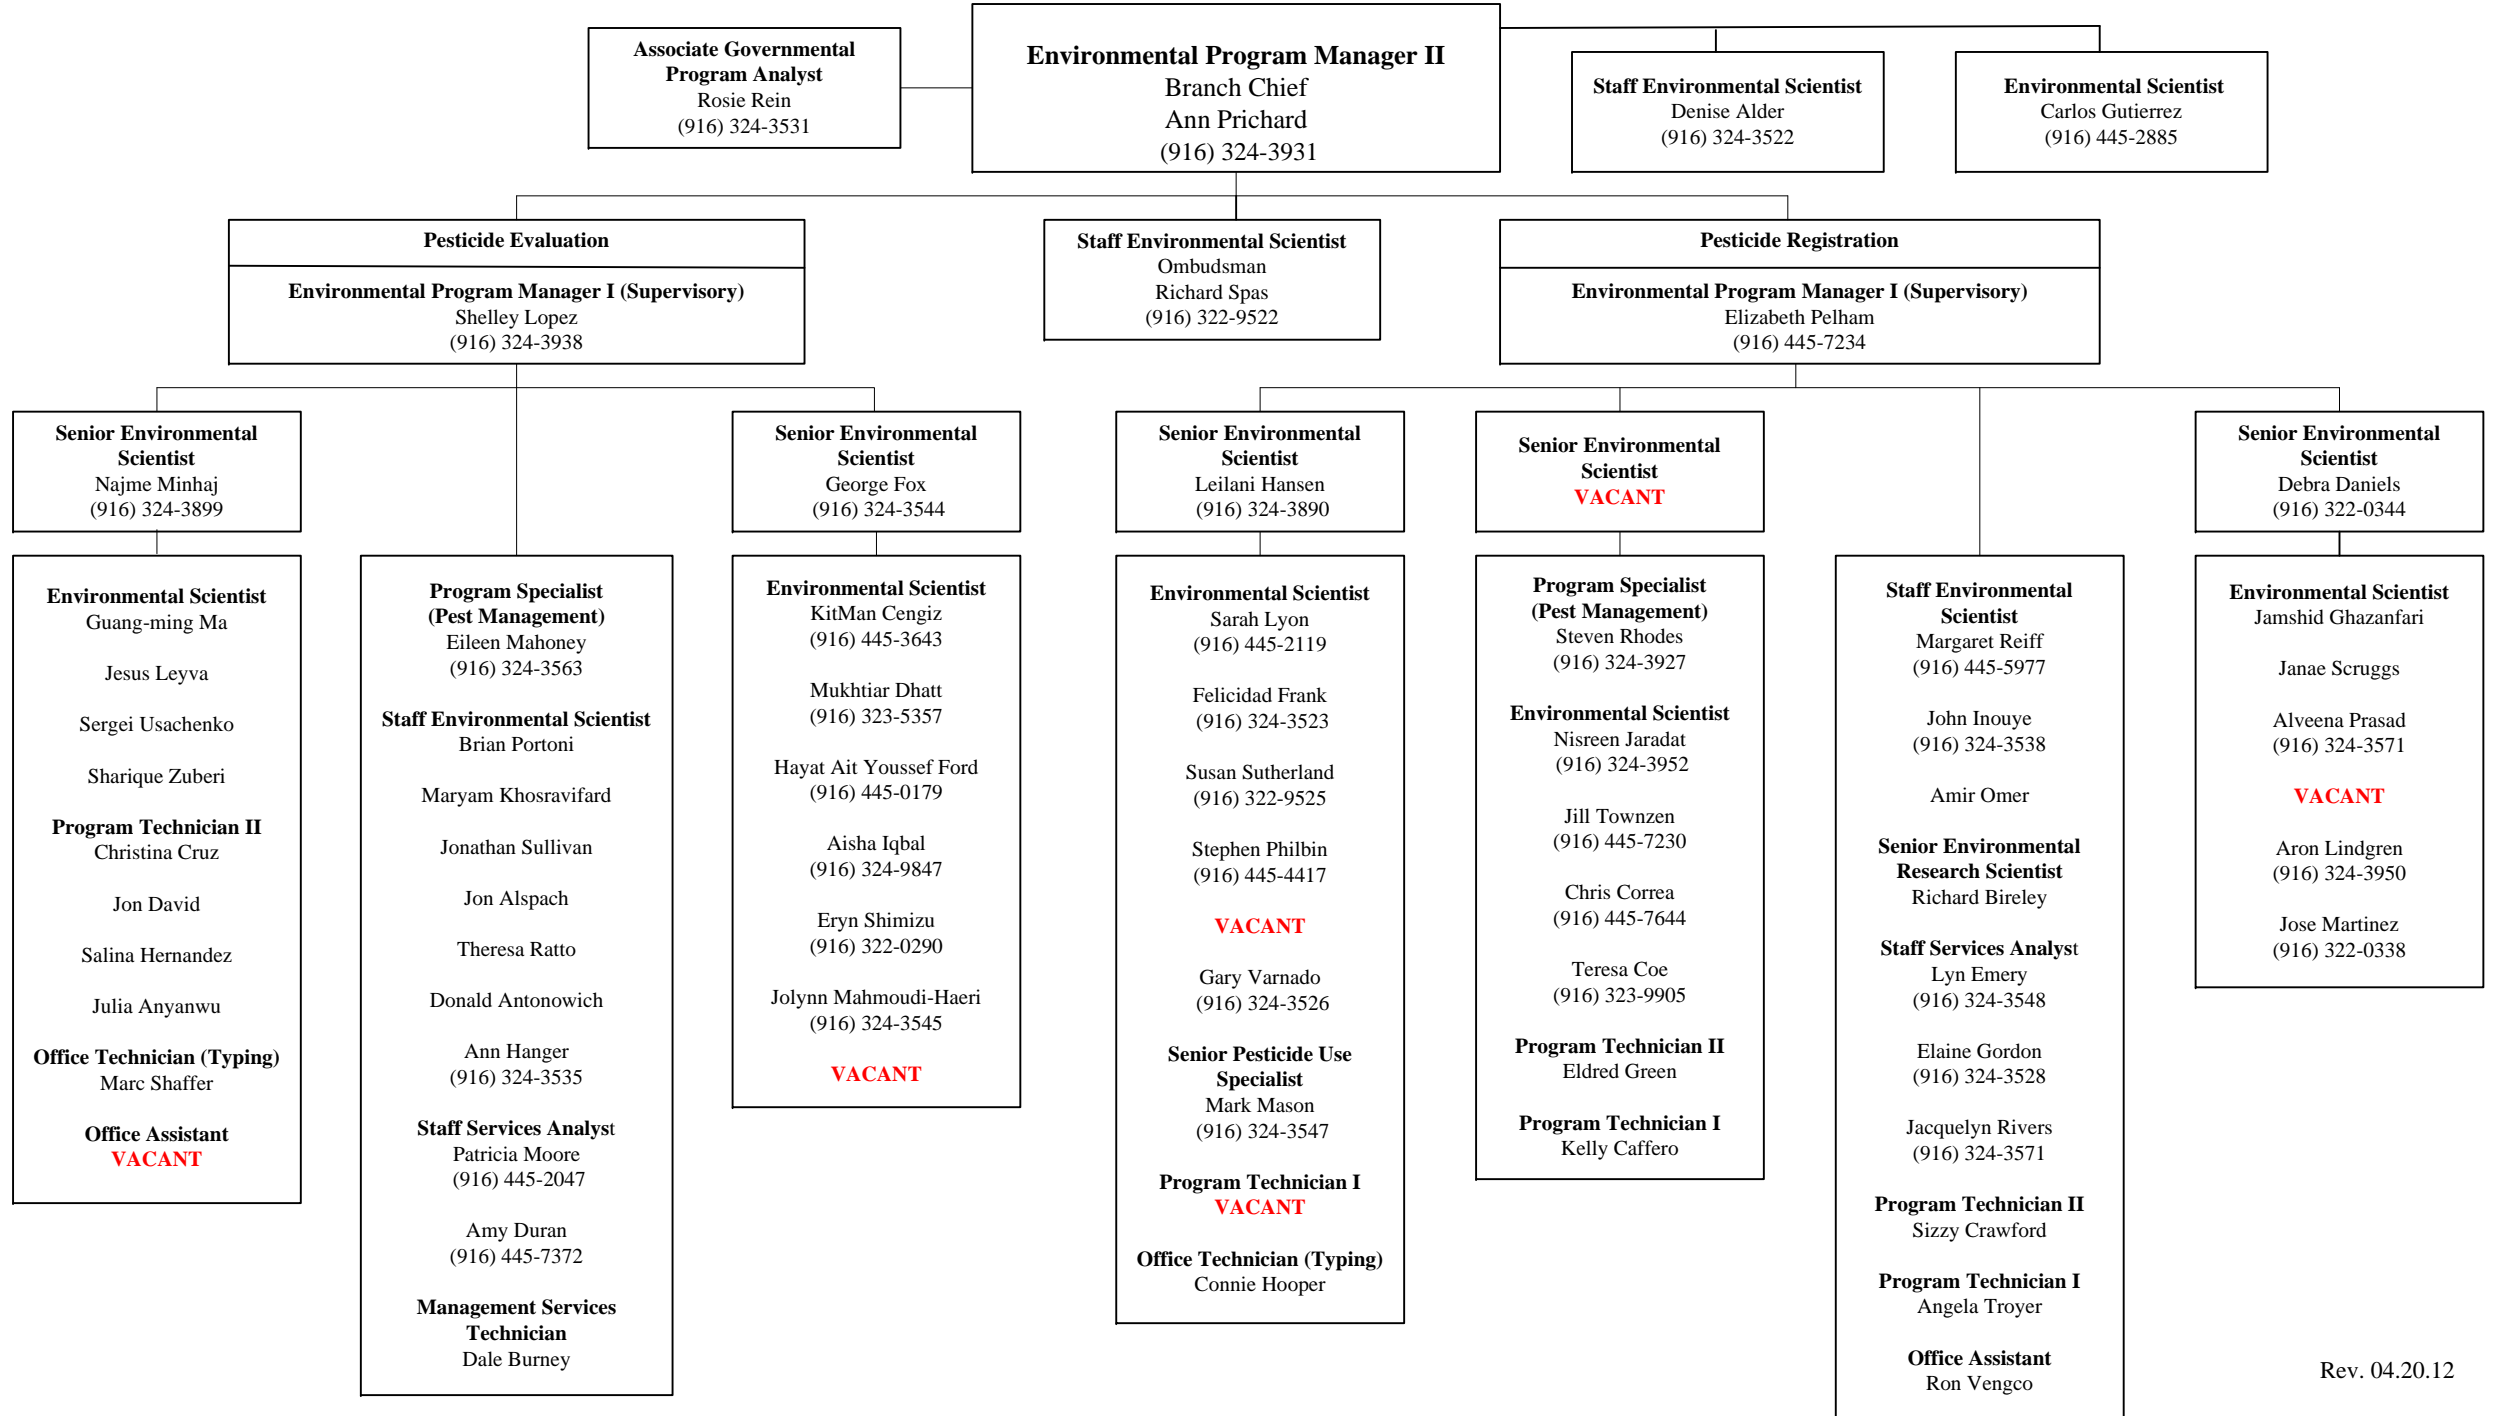 Associate Governmental
Program Analyst
Rosie Rein
(916) 324-3531
Environmental Program Manager II
Branch Chief
Ann Prichard
(916) 324-3931
Staff Environmental Scientist
Denise Alder
(916) 324-3522
Environmental Scientist
Carlos Gutierrez
(916) 445-2885
Pesticide Evaluation
Environmental Program Manager I (Supervisory)
Shelley Lopez
(916) 324-3938
Staff Environmental Scientist
Ombudsman
Richard Spas
(916) 322-9522
Pesticide Registration
Environmental Program Manager I (Supervisory)
Elizabeth Pelham
(916) 445-7234
Senior Environmental
Scientist
Najme Minhaj
(916) 324-3899
Senior Environmental
Scientist
George Fox
(916) 324-3544
Senior Environmental
Scientist
Leilani Hansen
(916) 324-3890
Senior Environmental
Scientist
VACANT
Senior Environmental
Scientist
Debra Daniels
(916) 322-0344
Environmental Scientist
Guang-ming Ma
Jesus Leyva
Sergei Usachenko
Sharique Zuberi
Program Technician II
Christina Cruz
Jon David
Salina Hernandez
Julia Anyanwu
Office Technician (Typing)
Marc Shaffer
Office Assistant
VACANT
Program Specialist
(Pest Management)
Eileen Mahoney
(916) 324-3563
Staff Environmental Scientist
Brian Portoni
Maryam Khosravifard
Jonathan Sullivan
Jon Alspach
Theresa Ratto
Donald Antonowich
Ann Hanger
(916) 324-3535
Staff Services Analyst
Patricia Moore
(916) 445-2047
Amy Duran
(916) 445-7372
Management Services
Technician
Dale Burney
Environmental Scientist
KitMan Cengiz
(916) 445-3643
Mukhtiar Dhatt
(916) 323-5357
Hayat Ait Youssef Ford
(916) 445-0179
Aisha Iqbal
(916) 324-9847
Eryn Shimizu
(916) 322-0290
Jolynn Mahmoudi-Haeri
(916) 324-3545
VACANT
Environmental Scientist
Sarah Lyon
(916) 445-2119
Felicidad Frank
(916) 324-3523
Susan Sutherland
(916) 322-9525
Stephen Philbin
(916) 445-4417
VACANT
Gary Varnado
(916) 324-3526
Senior Pesticide Use
Specialist
Mark Mason
(916) 324-3547
Program Technician I
VACANT
Office Technician (Typing)
Connie Hooper
Program Specialist
(Pest Management)
Steven Rhodes
(916) 324-3927
Environmental Scientist
Nisreen Jaradat
(916) 324-3952
Jill Townzen
(916) 445-7230
Chris Correa
(916) 445-7644
Teresa Coe
(916) 323-9905
Program Technician II
Eldred Green
Program Technician I
Kelly Caffero
Staff Environmental
Scientist
Margaret Reiff
(916) 445-5977
John Inouye
(916) 324-3538
Amir Omer
Senior Environmental
Research Scientist
Richard Bireley
Staff Services Analyst
Lyn Emery
(916) 324-3548
Elaine Gordon
(916) 324-3528
Jacquelyn Rivers
(916) 324-3571
Program Technician II
Sizzy Crawford
Program Technician I
Angela Troyer
Office Assistant
Ron Vengco
Environmental Scientist
Jamshid Ghazanfari
Janae Scruggs
Alveena Prasad
(916) 324-3571
VACANT
Aron Lindgren
(916) 324-3950
Jose Martinez
(916) 322-0338
Rev. 04.20.12